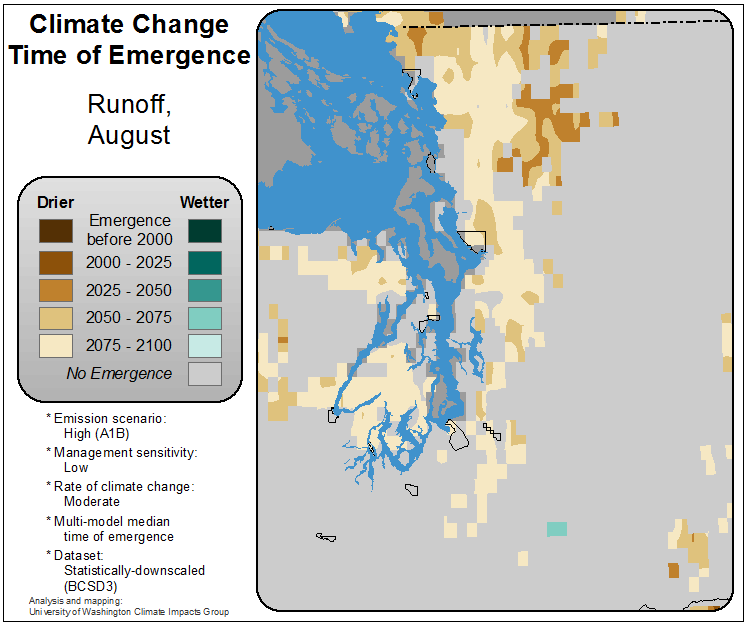 Climate Change
Time of Emergence
Runoff,
August
Drier Wetter
Emergence
before 2000
2000 - 2025
2025 - 2050
2050 - 2075
2075 - 2100
No Emergence
* Emission scenario:
High (A1B)
* Management sensitivity:
Low
* Rate of climate change:
Moderate
* Multi-model median
time of emergence
* Dataset:
Statistically-downscaled
(BCSD3)
Analysis and mapping:
University of Washington Climate Impacts Group